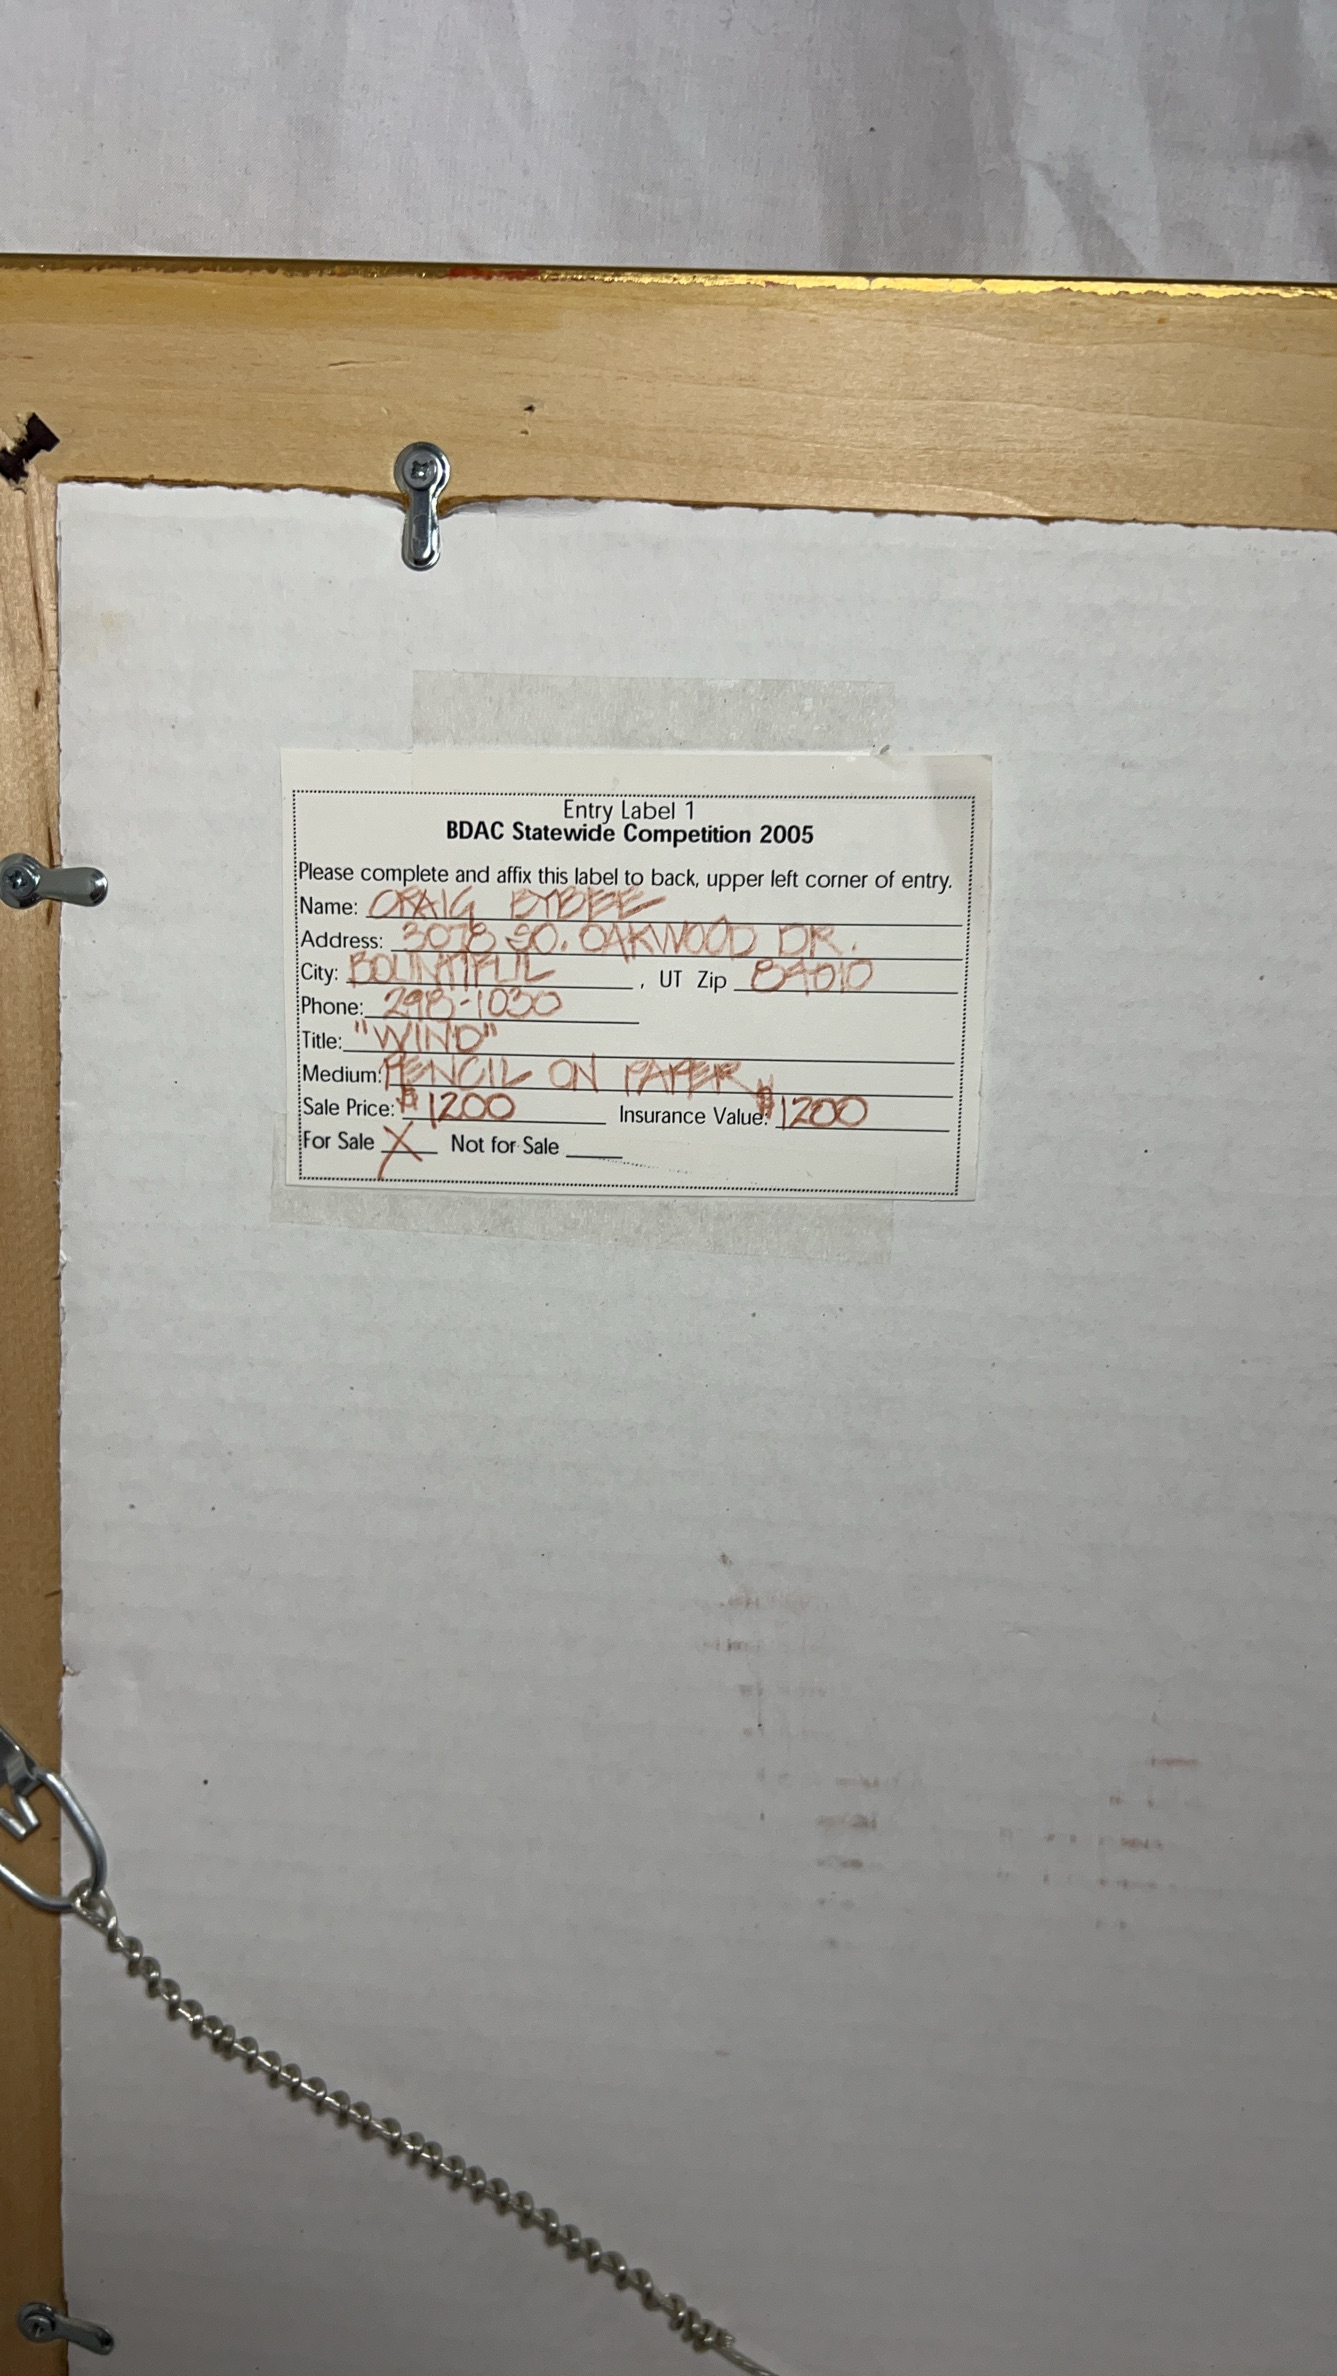 Entry Label 1
BDAC Statewide Competition 2005
Please complete and affix this label to back, upper left corner of entry.
Name: CRAIG BYBEE
Address: 3078 SO. OAKWOOD DR.
City: BOUNTIFUL, UT Zip 84010
Phone: 298-1030
Title: "WIND"
Medium: PENCIL ON PAPER
Sale Price: $1200 Insurance Value: $1200
For Sale X Not for Sale